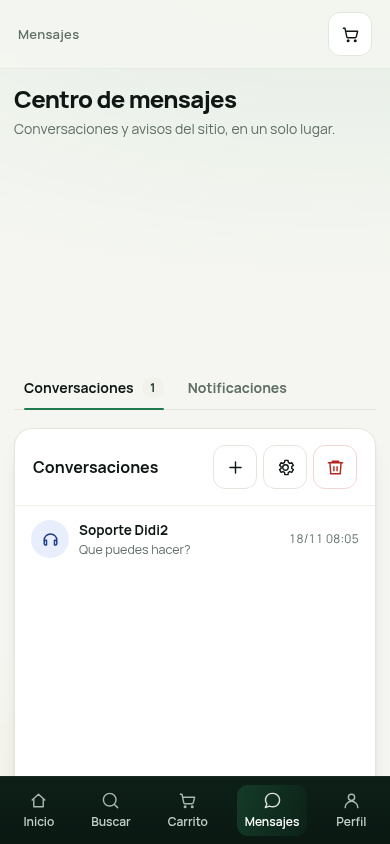 Mensajes
Centro de mensajes
Conversaciones y avisos del sitio, en un solo lugar.
Conversaciones 1 Notificaciones
Conversaciones
Soporte Didi2
Que puedes hacer?
18/11 08:05
Inicio Buscar Carrito Mensajes Perfil